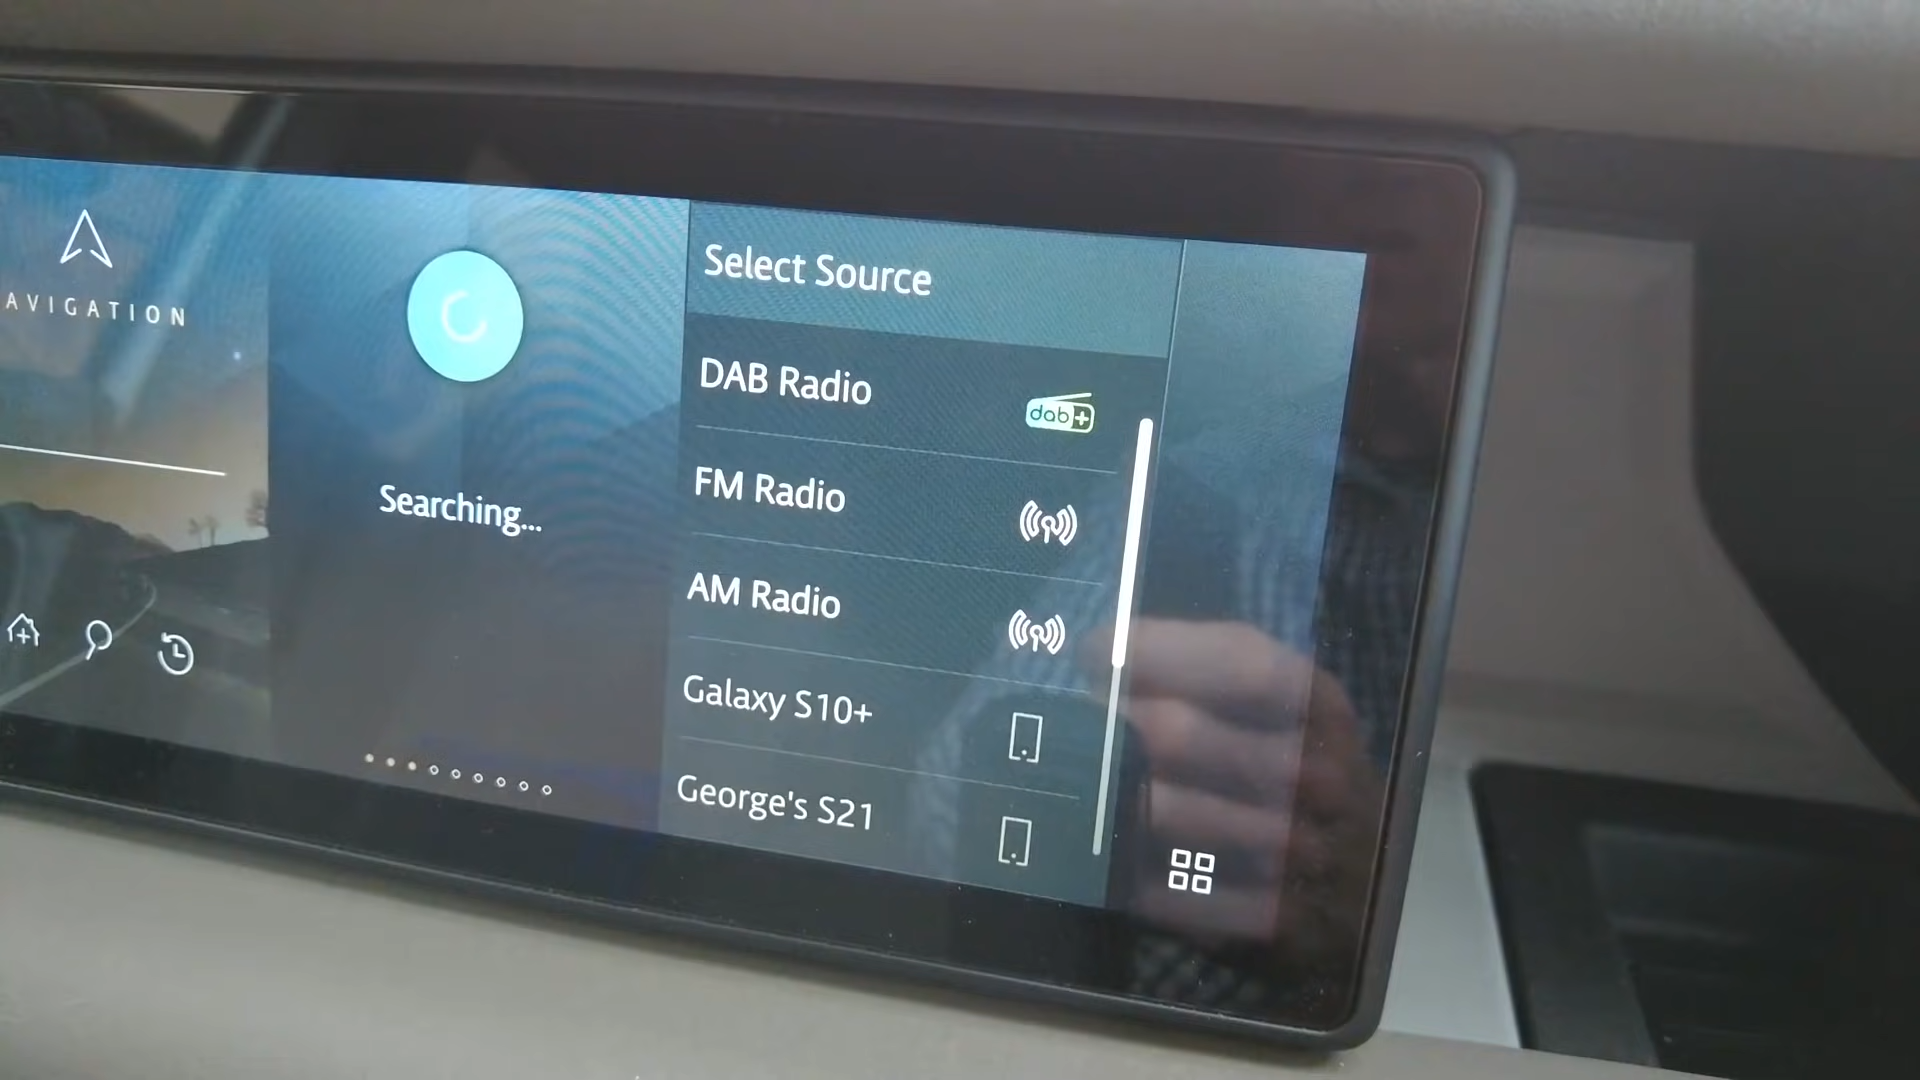 AVIGATION
Searching...
Select Source
DAB Radio
dab+
FM Radio
AM Radio
Galaxy S10+
George's S21